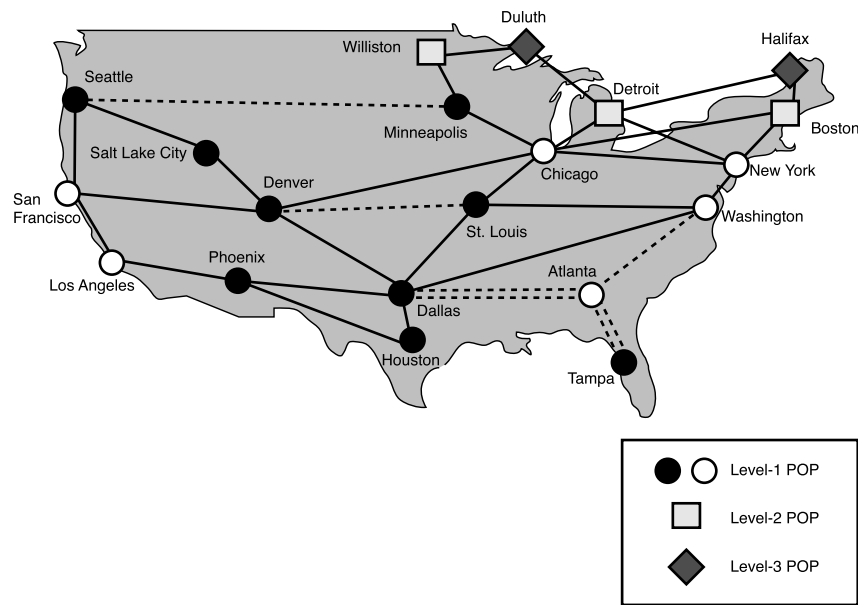 Duluth
Williston
Halifax
Seattle
Detroit
Minneapolis
Boston
Salt Lake City
Chicago
New York
Denver
San
Francisco
St. Louis
Washington
Phoenix
Atlanta
Los Angeles
Dallas
Houston
Tampa
Level-1 POP
Level-2 POP
Level-3 POP